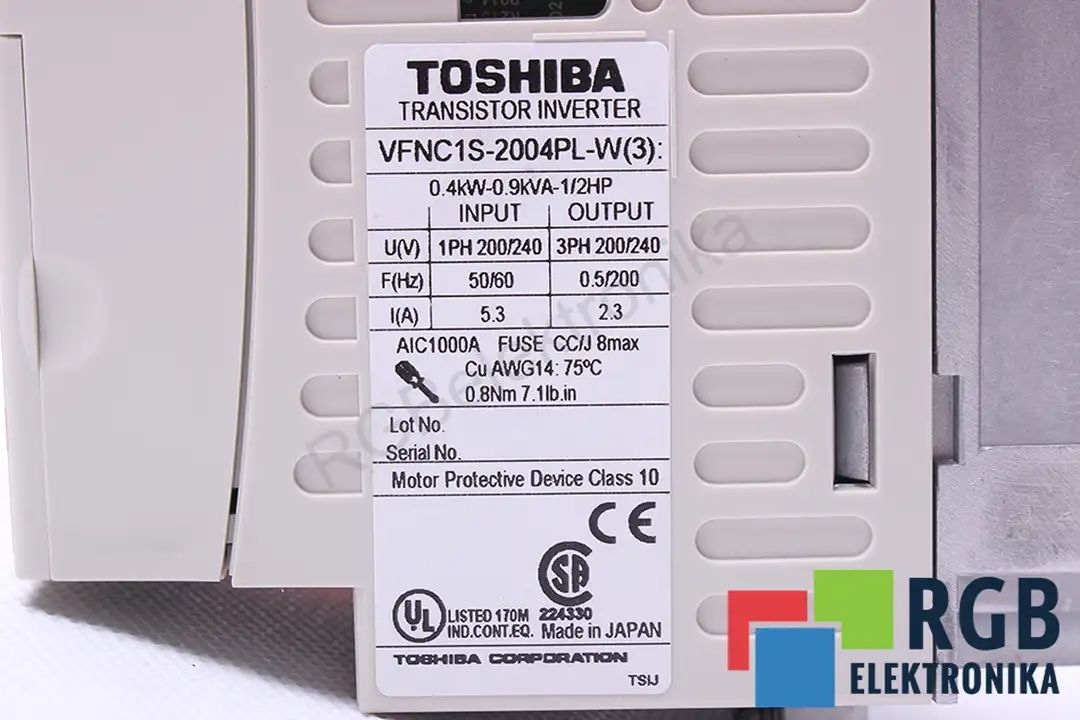 TOSHIBA
TRANSISTOR INVERTER
VFNC1S-2004PL-W(3):
0.4kW-0.9kVA-1/2HP
INPUT OUTPUT
U(V) 1PH 200/240 3PH 200/240
F(Hz) 50/60 0.5/200
I(A) 5.3 2.3
AIC1000A FUSE CC/J 8max
Cu AWG14: 75ºC
0.8Nm 7.1lb.in
Lot No.
Serial No.
Motor Protective Device Class 10
CE
SA
224330
UL LISTED 170M
IND.CONT.EQ. Made in JAPAN
TOSHIBA CORPORATION
TSIJ
RGBelektronika
RGB
ELEKTRONIKA